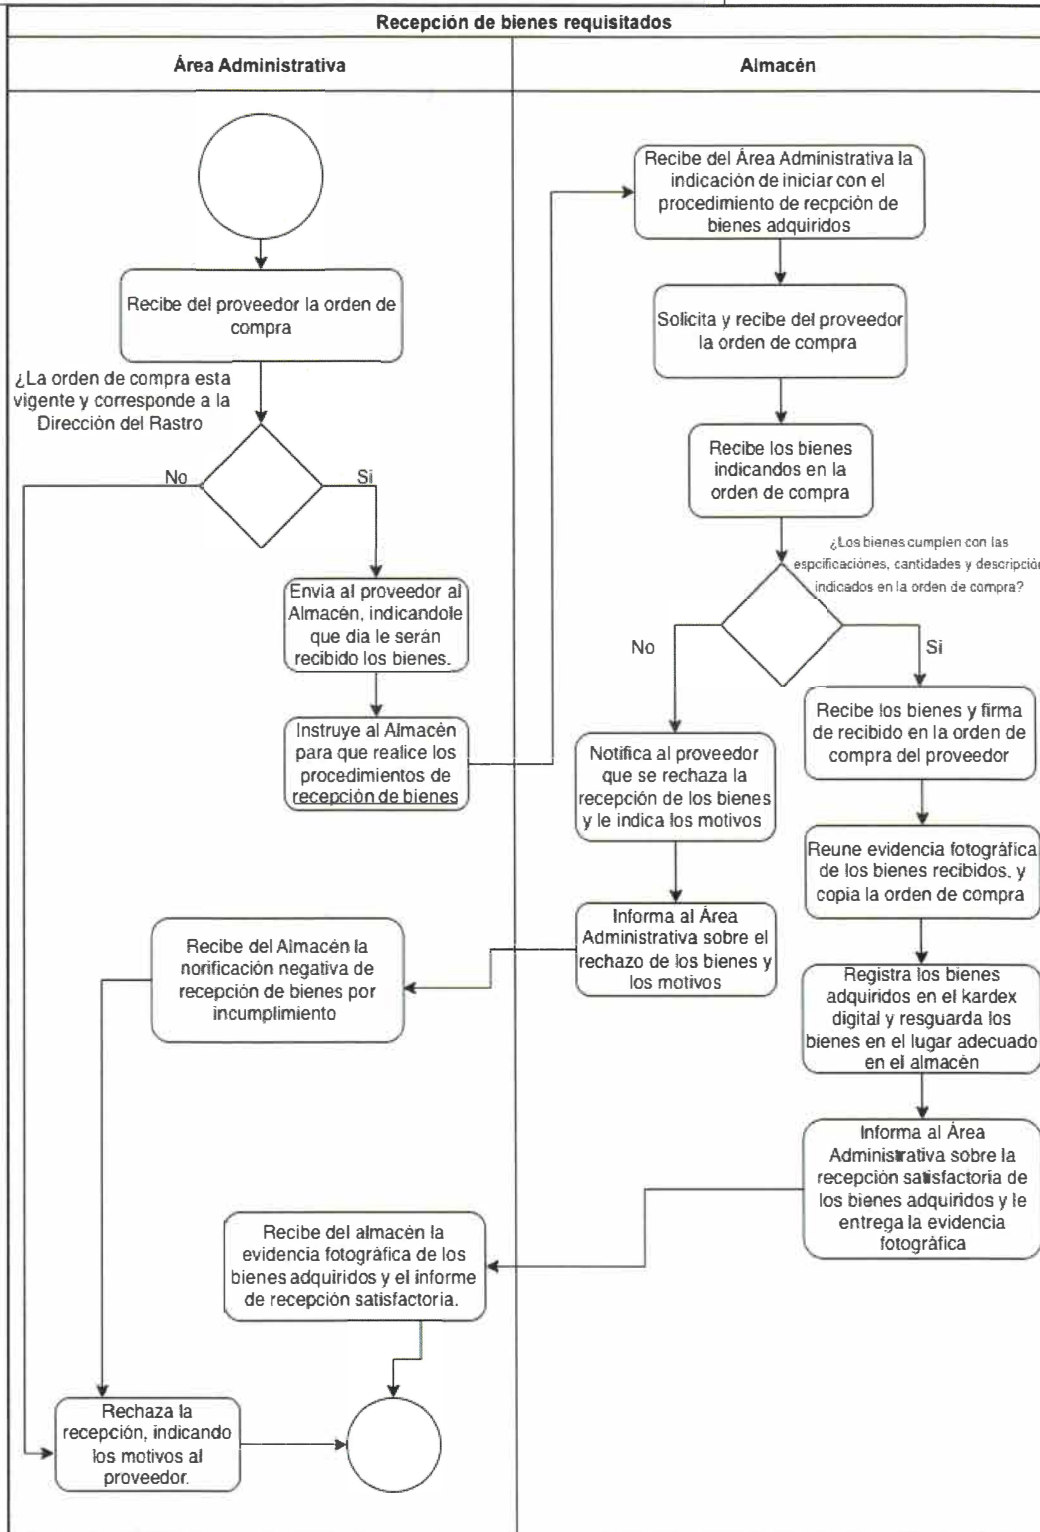 Recepción de bienes requisitados
Área Administrativa
Almacén
Recibe del proveedor la orden de
compra
¿La orden de compra esta
vigente y corresponde a la
Dirección del Rastro
No
Si
Envia al proveedor al
Almacén, indicandole
que dia le serán
recibido los bienes.
Instruye al Almacén
para que realice los
procedimientos de
recepción de bienes
Recibe del Área Administrativa la
indicación de iniciar con el
procedimiento de recpción de
bienes adquiridos
Solicita y recibe del proveedor
la orden de compra
Recibe los bienes
indicandos en la
orden de compra
¿Los bienes cumplen con las
espcificaciónes, cantidades y descripción
indicados en la orden de compra?
No
Si
Notifica al proveedor
que se rechaza la
recepción de los bienes
y le indica los motivos
Informa al Área
Administrativa sobre el
rechazo de los bienes y
los motivos
Recibe los bienes y firma
de recibido en la orden de
compra del proveedor
Reune evidencia fotográfica
de los bienes recibidos, y
copia la orden de compra
Registra los bienes
adquiridos en el kardex
digital y resguarda los
bienes en el lugar adecuado
en el almacén
Informa al Área
Administrativa sobre la
recepción satisfactoria de
los bienes adquiridos y le
entrega la evidencia
fotográfica
Recibe del Almacén la
norificación negativa de
recepción de bienes por
incumplimiento
Recibe del almacén la
evidencia fotográfica de los
bienes adquiridos y el informe
de recepción satisfactoria.
Rechaza la
recepción, indicando
los motivos al
proveedor.